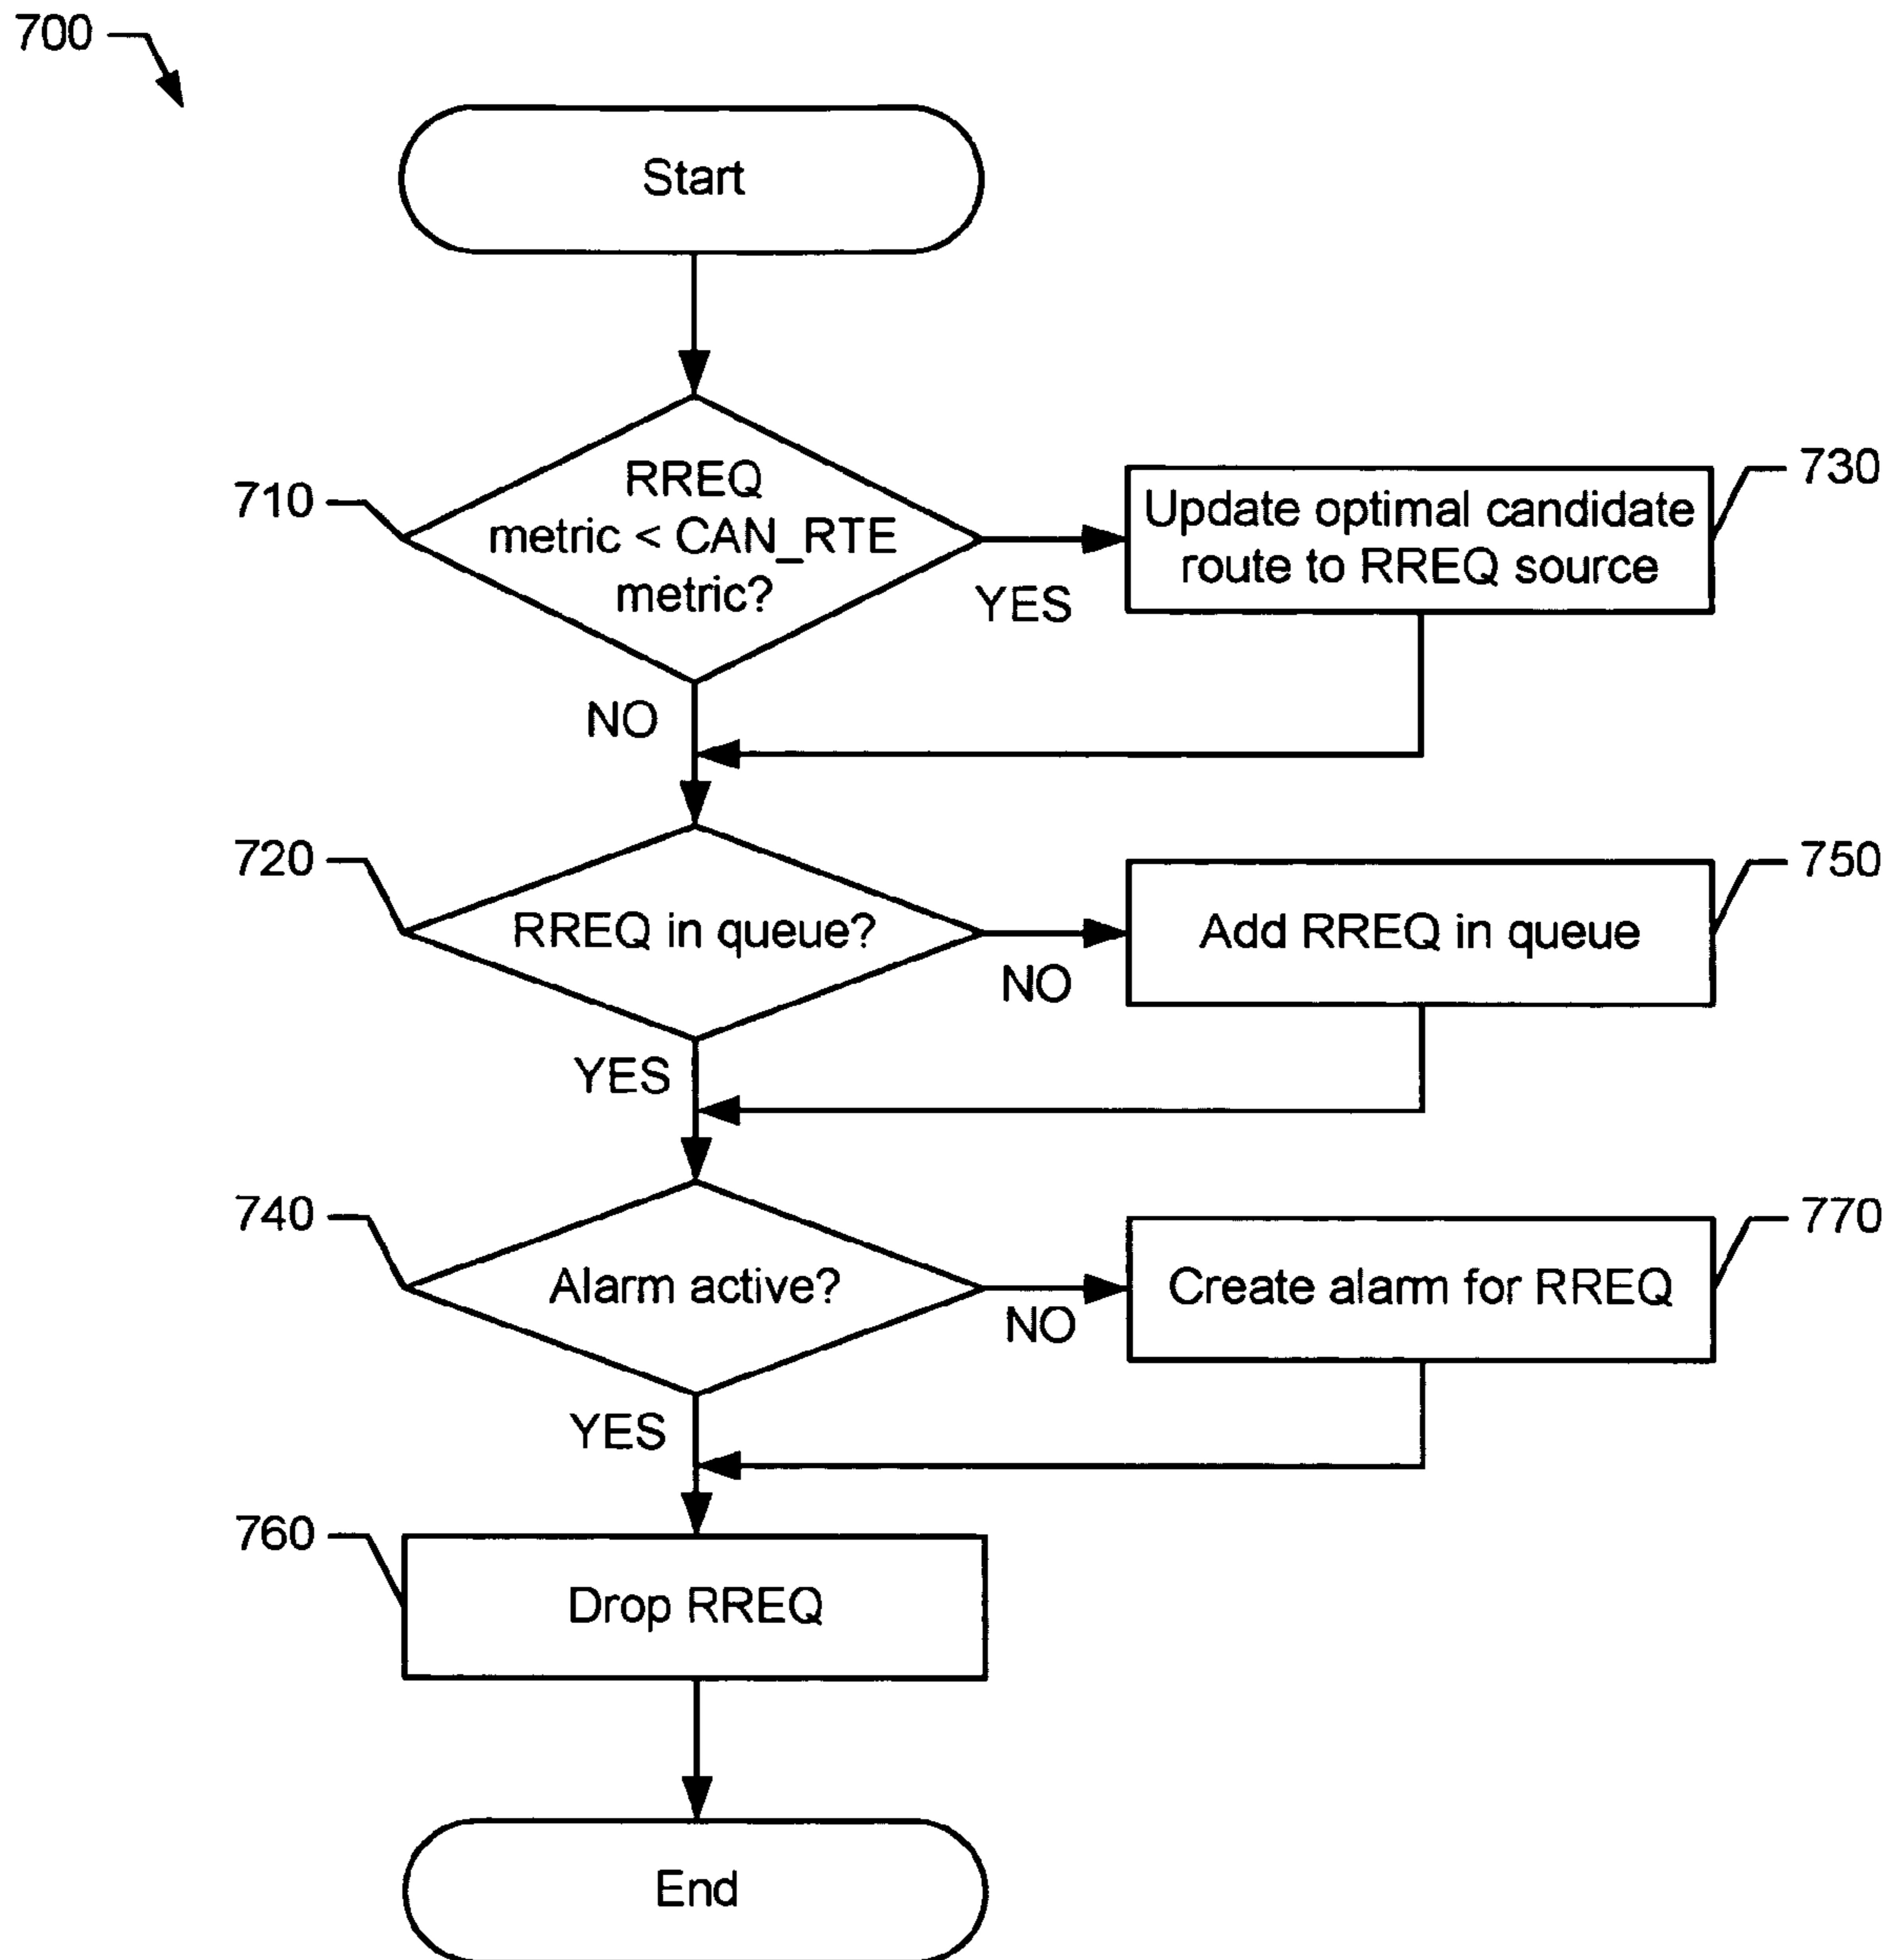 700
Start
710
RREQ
metric < CAN_RTE
metric?
YES
730
Update optimal candidate
route to RREQ source
NO
720
RREQ in queue?
NO
750
Add RREQ in queue
YES
740
Alarm active?
NO
770
Create alarm for RREQ
YES
760
Drop RREQ
End